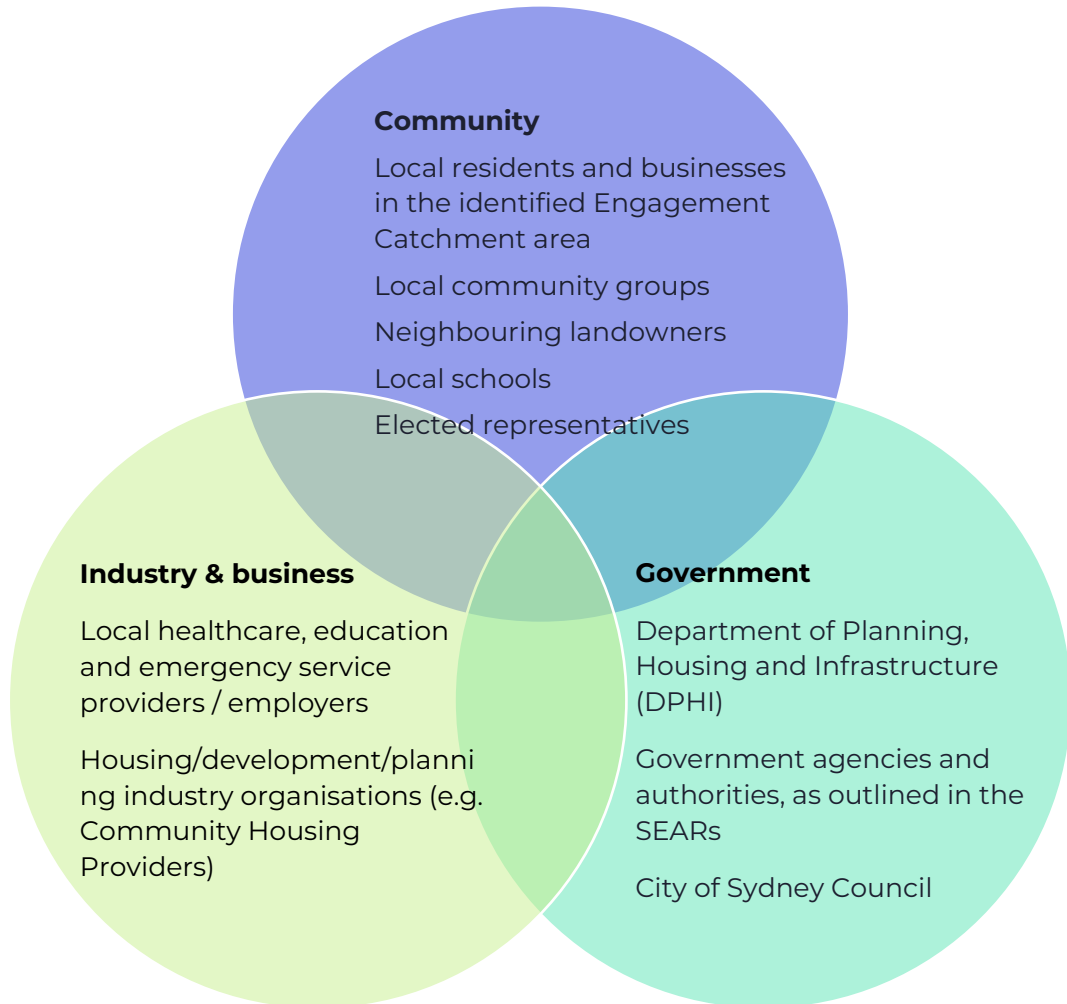 Community
Local residents and businesses
in the identified Engagement
Catchment area
Local community groups
Neighbouring landowners
Local schools
Elected representatives
Industry & business
Local healthcare, education
and emergency service
providers / employers
Housing/development/planni
ng industry organisations (e.g.
Community Housing
Providers)
Government
Department of Planning,
Housing and Infrastructure
(DPHI)
Government agencies and
authorities, as outlined in the
SEARs
City of Sydney Council